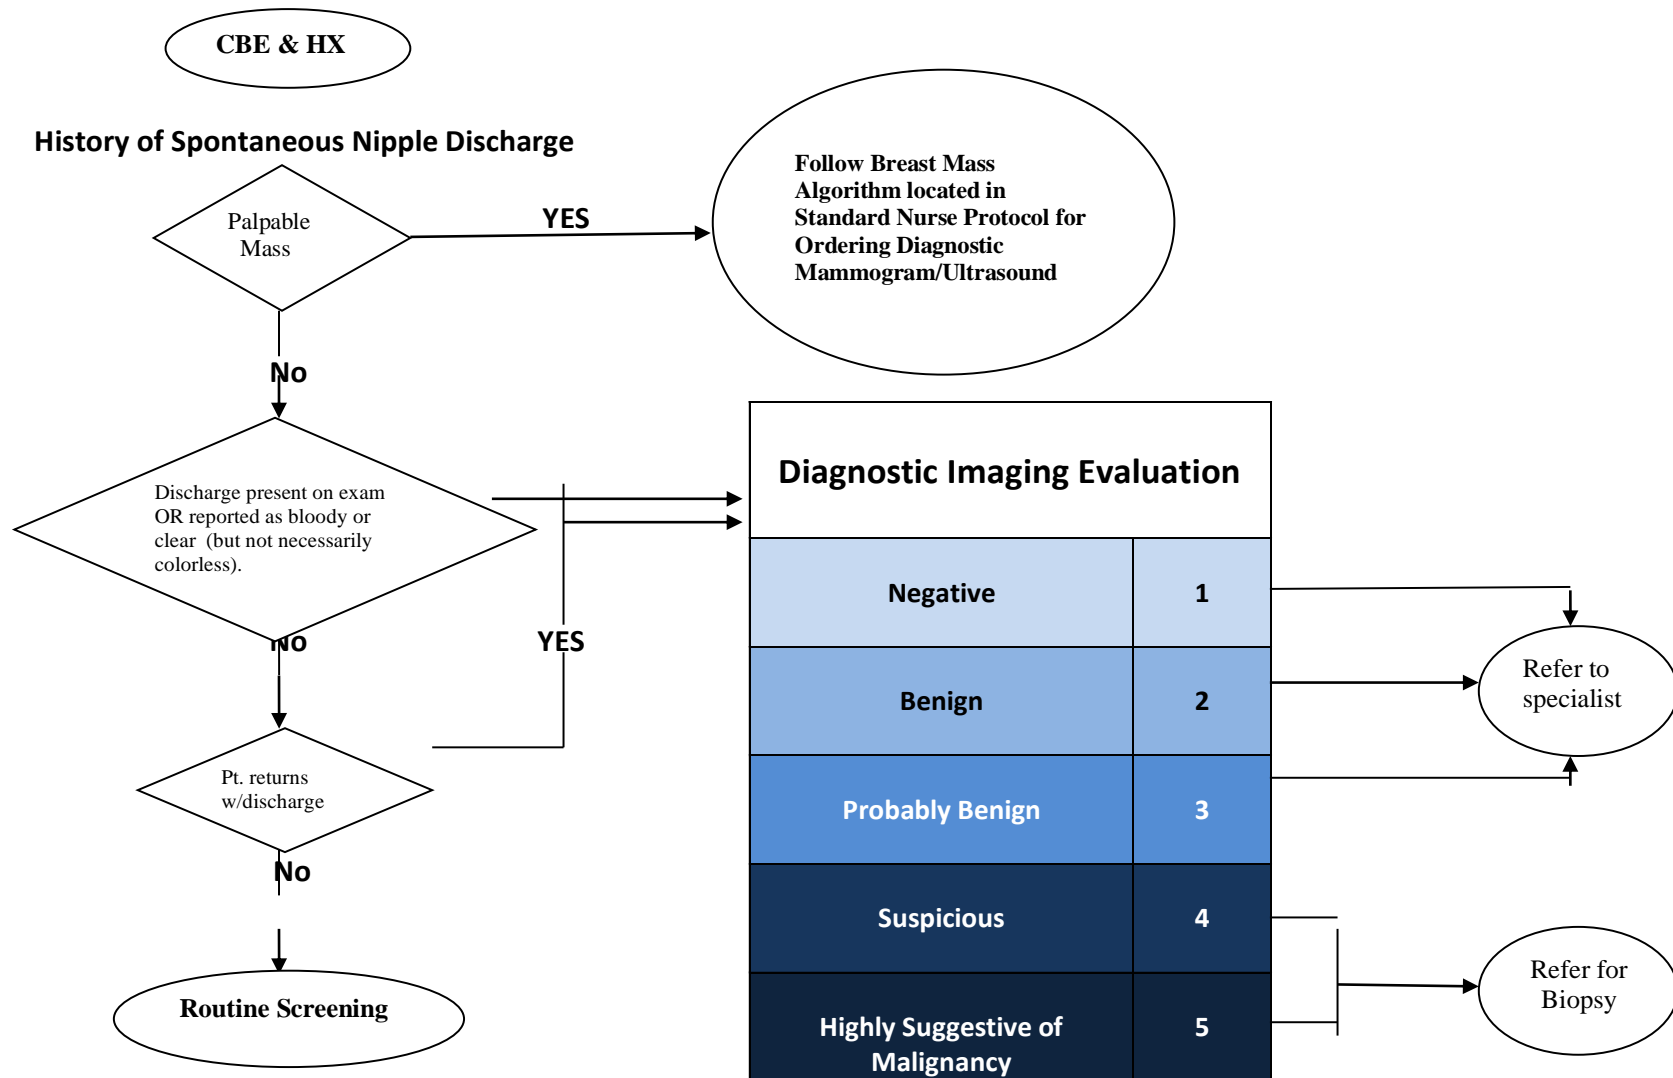 CBE & HX
History of Spontaneous Nipple Discharge
Palpable
Mass
YES
Follow Breast Mass
Algorithm located in
Standard Nurse Protocol for
Ordering Diagnostic
Mammogram/Ultrasound
No
Discharge present on exam
OR reported as bloody or
clear (but not necessarily
colorless).
No
YES
Pt. returns
w/discharge
No
Routine Screening
Diagnostic Imaging Evaluation
Negative 1
Benign 2
Probably Benign 3
Suspicious 4
Highly Suggestive of 5
Malignancy
Refer to
specialist
Refer for
Biopsy